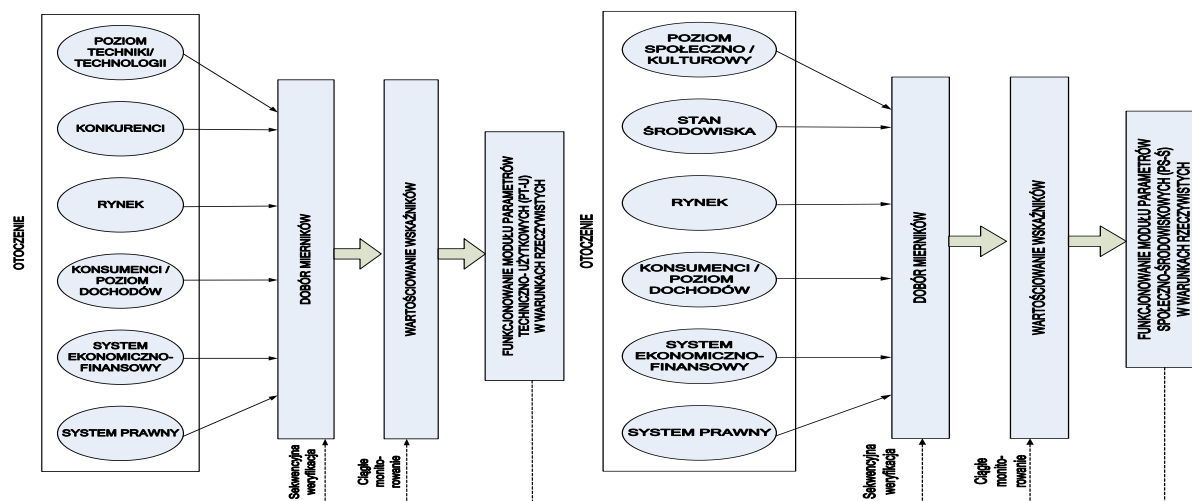 OTOCZENIE
POZIOM
TECHNIKI/
TECHNOLOGII
KONKURENCI
RYNEK
KONSUMENCI /
POZIOM
DOCHODÓW
SYSTEM
EKONOMICZNO-
FINANSOWY
SYSTEM PRAWNY
DOBÓR MIERNIKÓW
Sekwencyjna
weryfikacja
WARTOŚCIOWANIE WSKAŹNIKÓW
Ciągłe
monito-
rowanie
FUNKCJONOWANIE MODUŁU PARAMETRÓW
TECHNICZNO- UŻYTKOWYCH (PT-U)
W WARUNKACH RZECZYWISTYCH
OTOCZENIE
POZIOM
SPOŁECZNO /
KULTUROWY
STAN
ŚRODOWISKA
RYNEK
KONSUMENCI /
POZIOM
DOCHODÓW
SYSTEM
EKONOMICZNO-
FINANSOWY
SYSTEM PRAWNY
DOBÓR MIERNIKÓW
Sekwencyjna
weryfikacja
WARTOŚCIOWANIE WSKAŹNIKÓW
Ciągłe
monito-
rowanie
FUNKCJONOWANIE MODUŁU PARAMETRÓW
SPOŁECZNO-ŚRODOWISKOWYCH (PS-Ś)
W WARUNKACH RZECZYWISTYCH